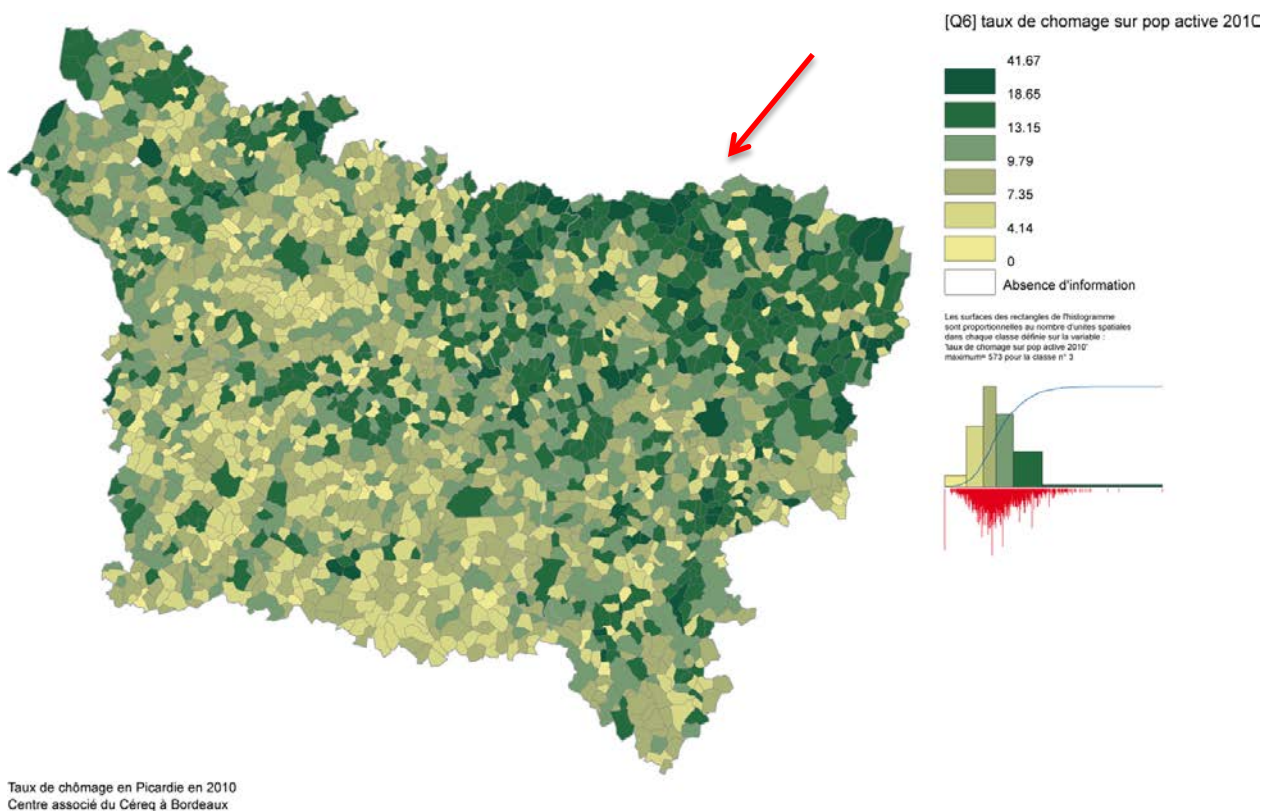 [Q6] taux de chomage sur pop active 201C
41.67
18.65
13.15
9.79
7.35
4.14
0
Absence d'information
Les surfaces des rectangles de l'histogramme
sont proportionnelles au nombre d'unites spatiales
dans chaque classe définie sur la variable :
'taux de chomage sur pop active 2010'
maximum= 573 pour la classe n° 3
Taux de chômage en Picardie en 2010
Centre associé du Céreq à Bordeaux